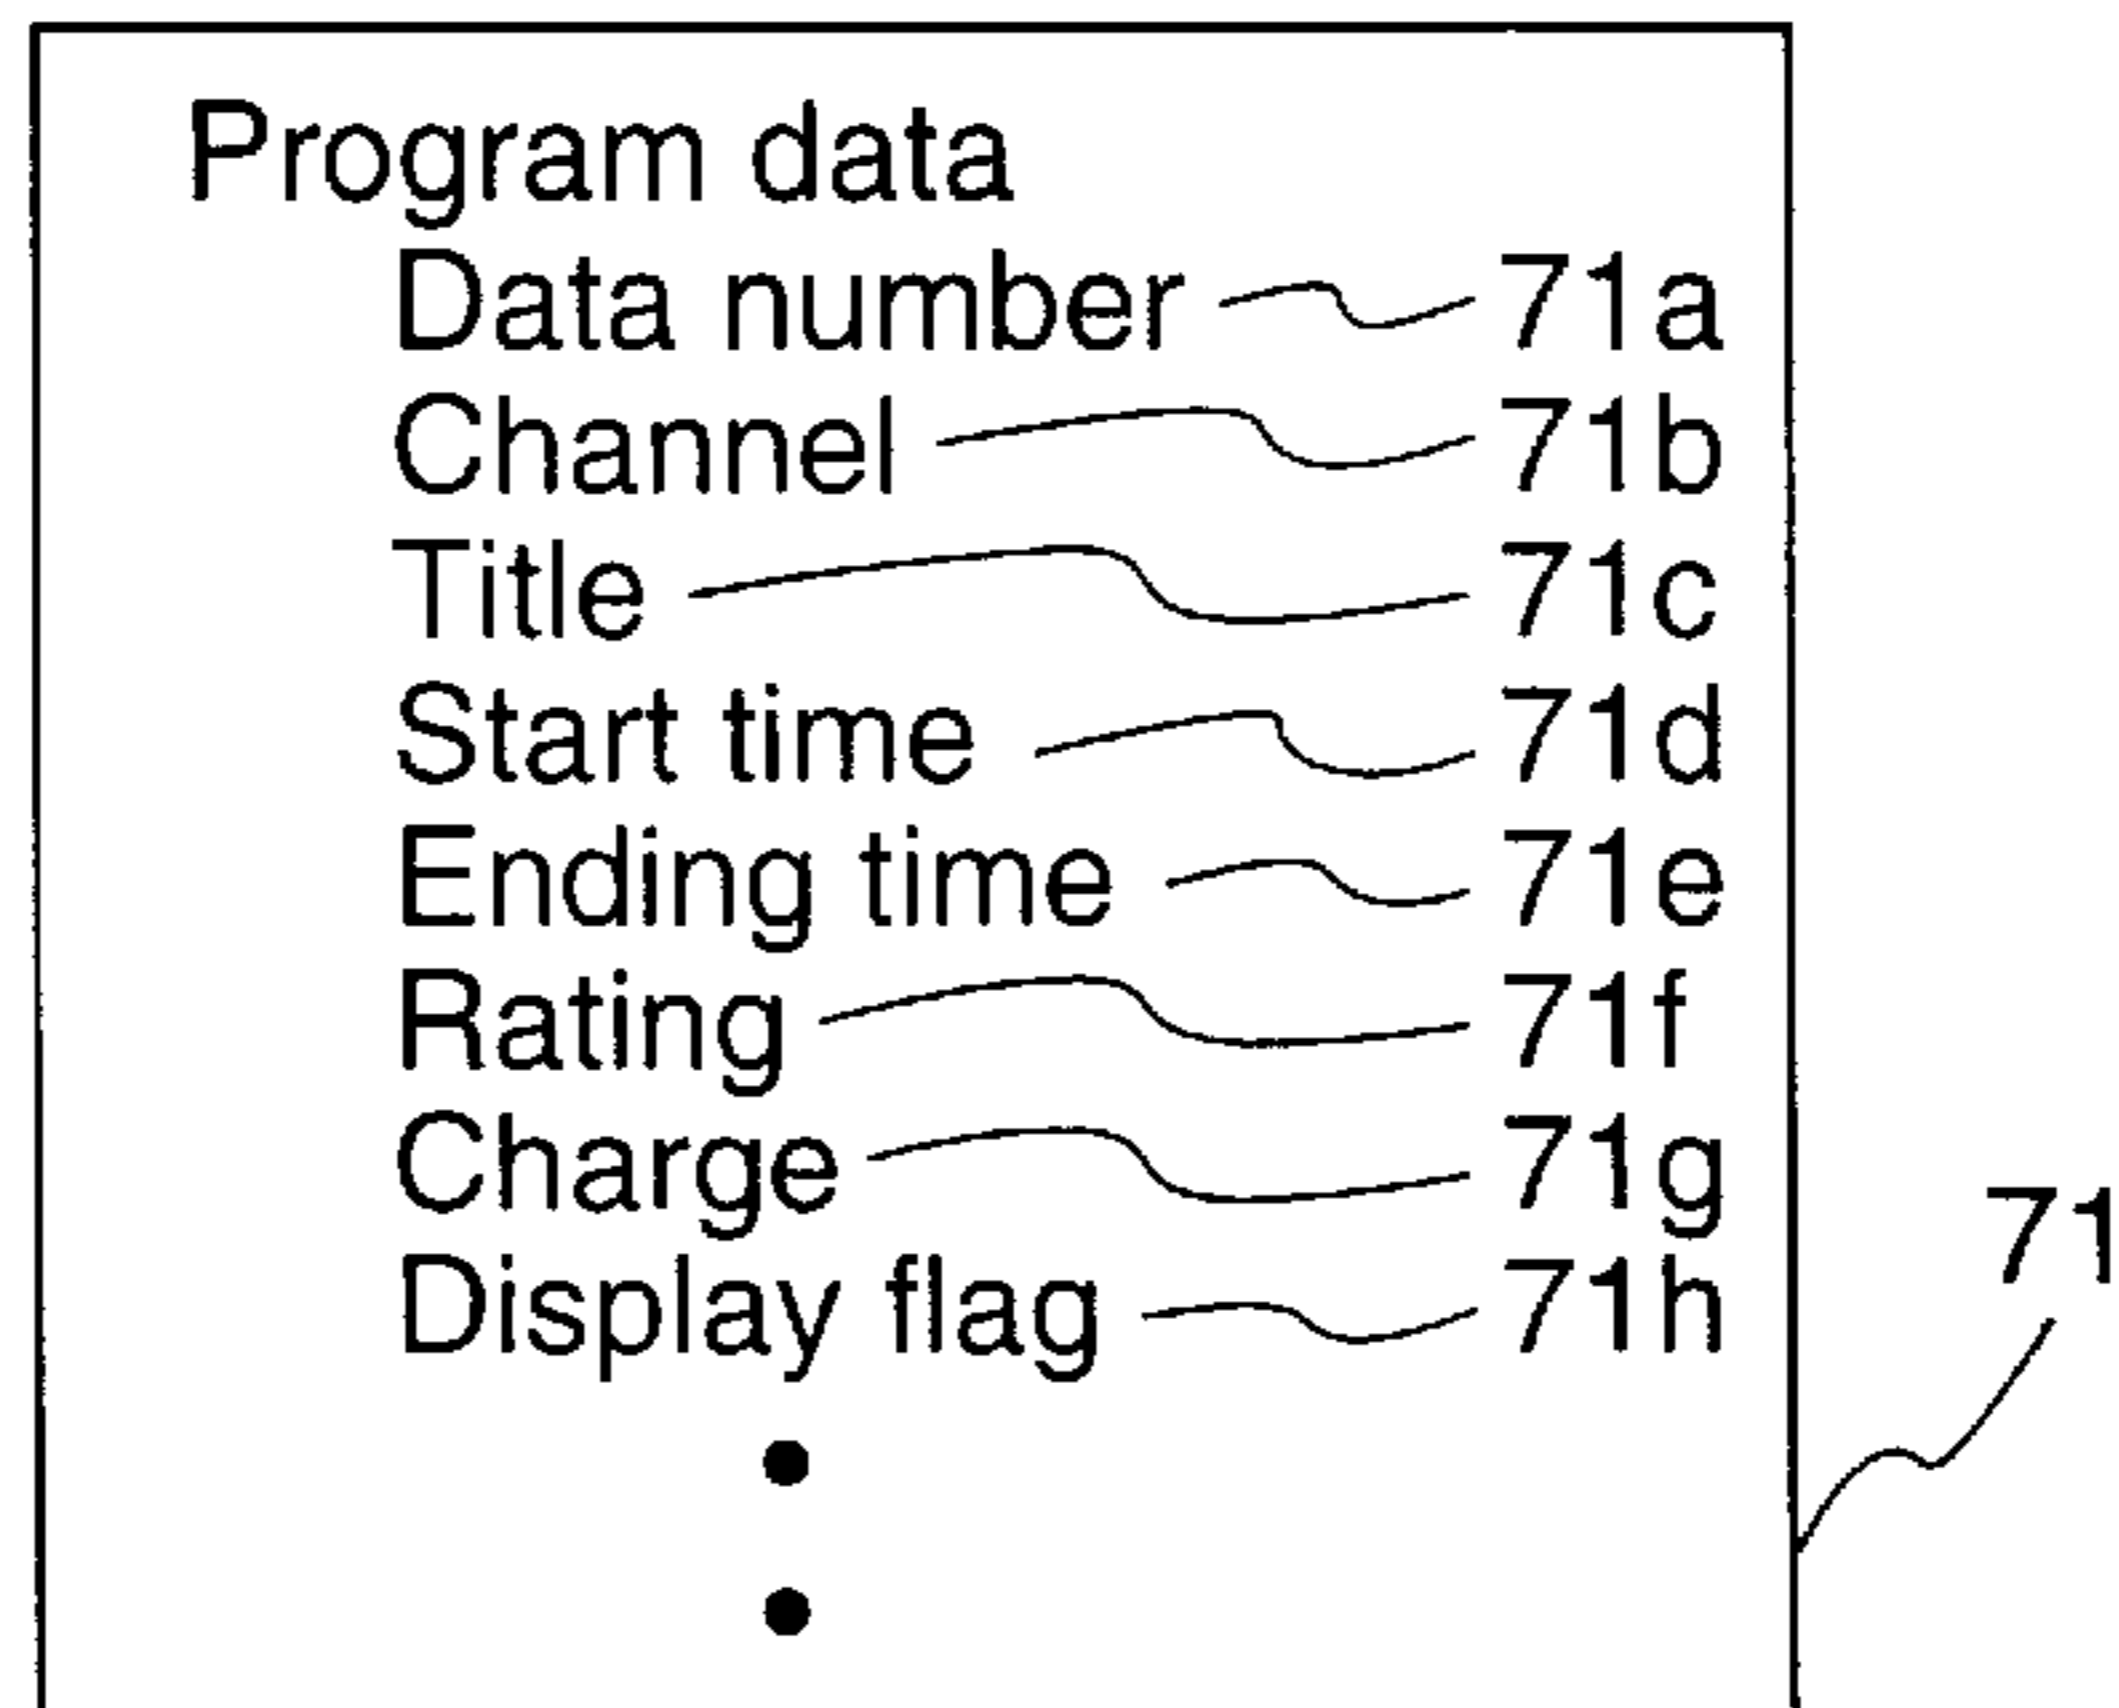 Program data
Data number 71a
Channel 71b
Title 71c
Start time 71d
Ending time 71e
Rating 71f
Charge 71g
Display flag 71h
71